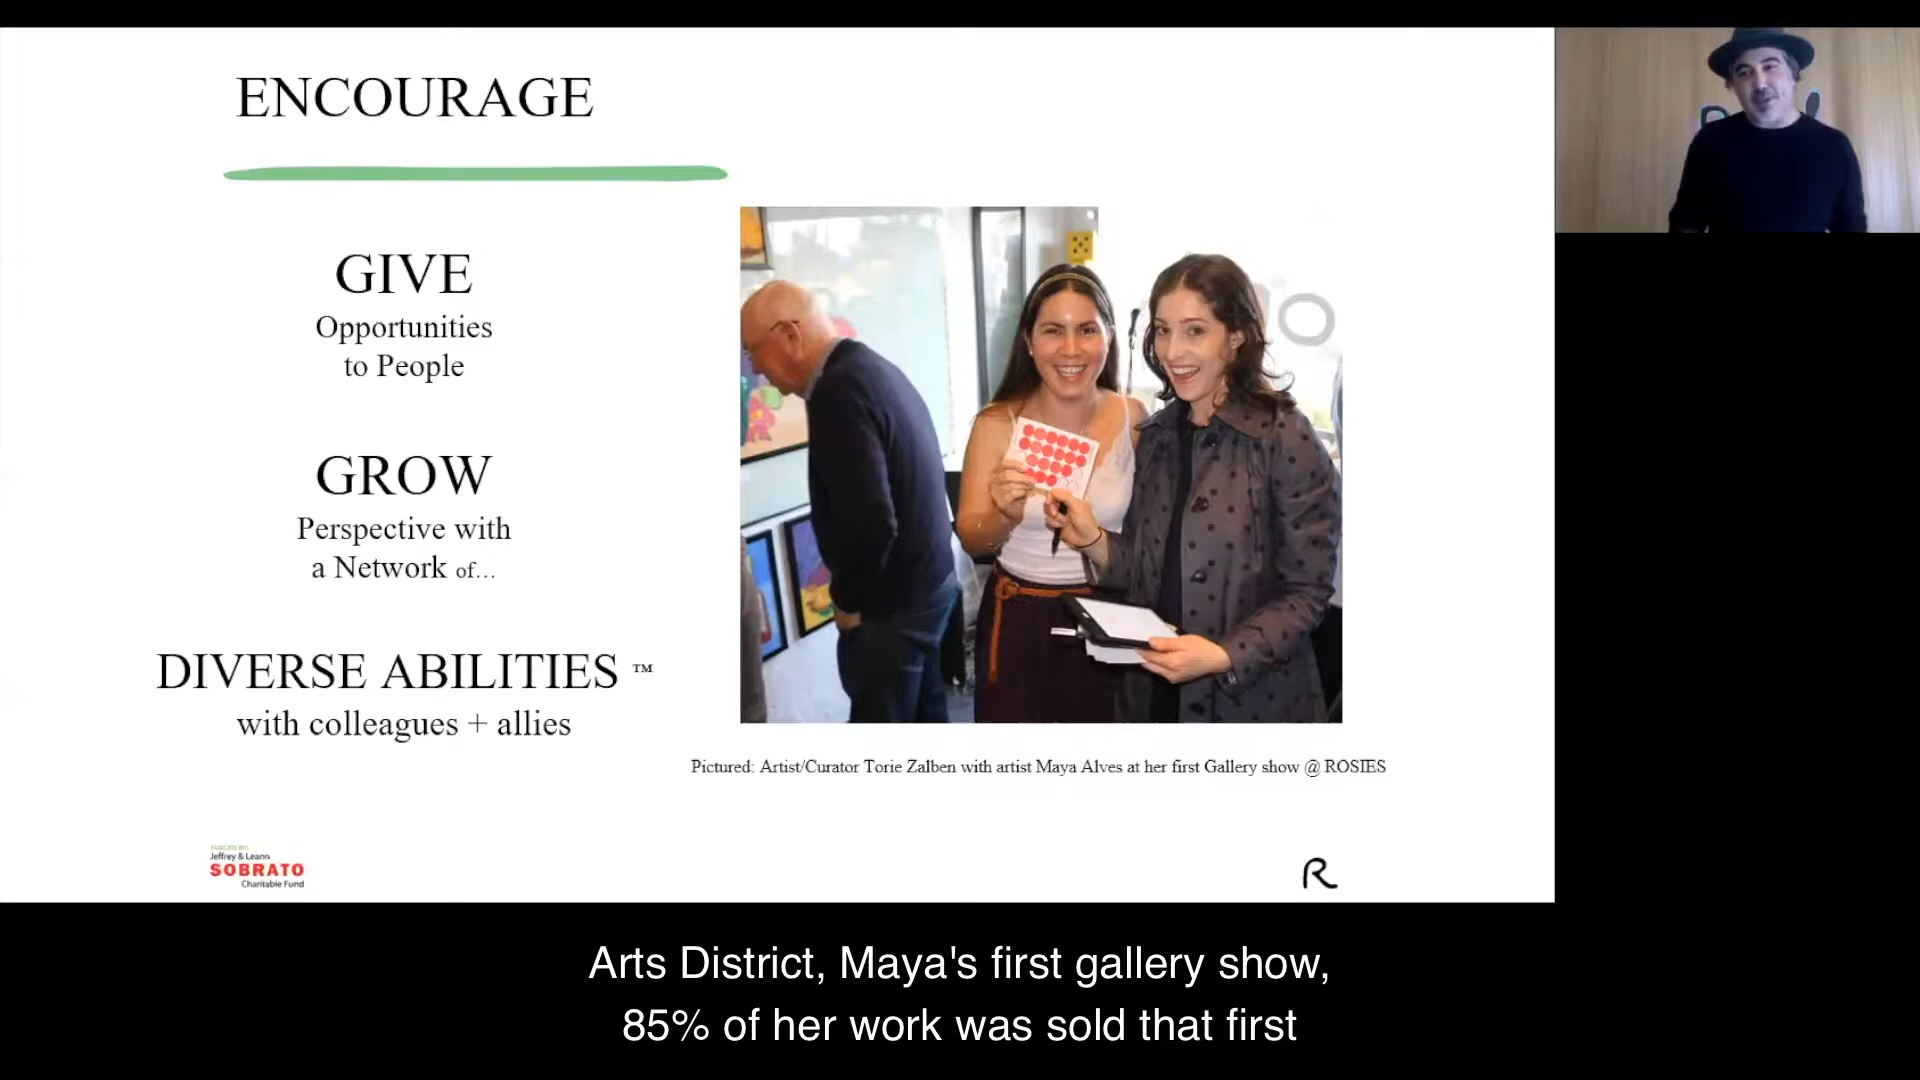 ENCOURAGE
GIVE
Opportunities
to People
GROW
Perspective with
a Network of...
DIVERSE ABILITIES ™
with colleagues + allies
Pictured: Artist/Curator Torie Zalben with artist Maya Alves at her first Gallery show @ ROSIES
FUELED BY:
Jeffrey & Leann
SOBRATO
Charitable Fund
R
Arts District, Maya's first gallery show,
85% of her work was sold that first